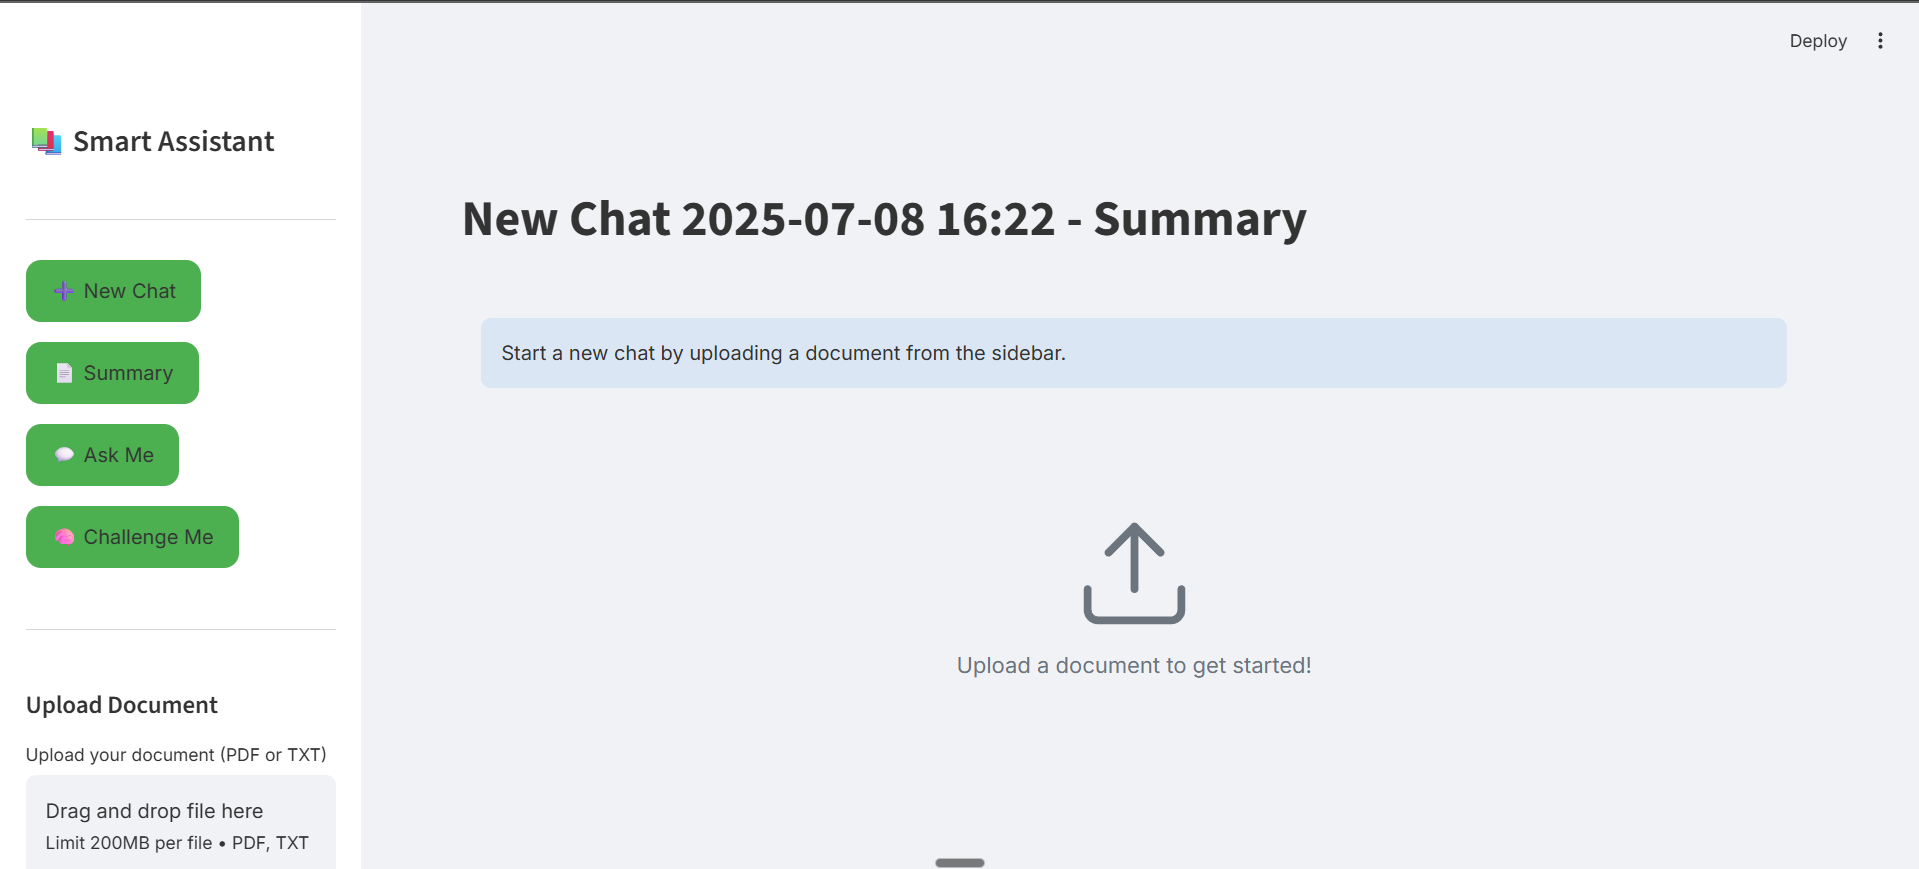 Deploy
Smart Assistant
New Chat
Summary
Ask Me
Challenge Me
Upload Document
Upload your document (PDF or TXT)
Drag and drop file here
Limit 200MB per file • PDF, TXT
New Chat 2025-07-08 16:22 - Summary
Start a new chat by uploading a document from the sidebar.
Upload a document to get started!